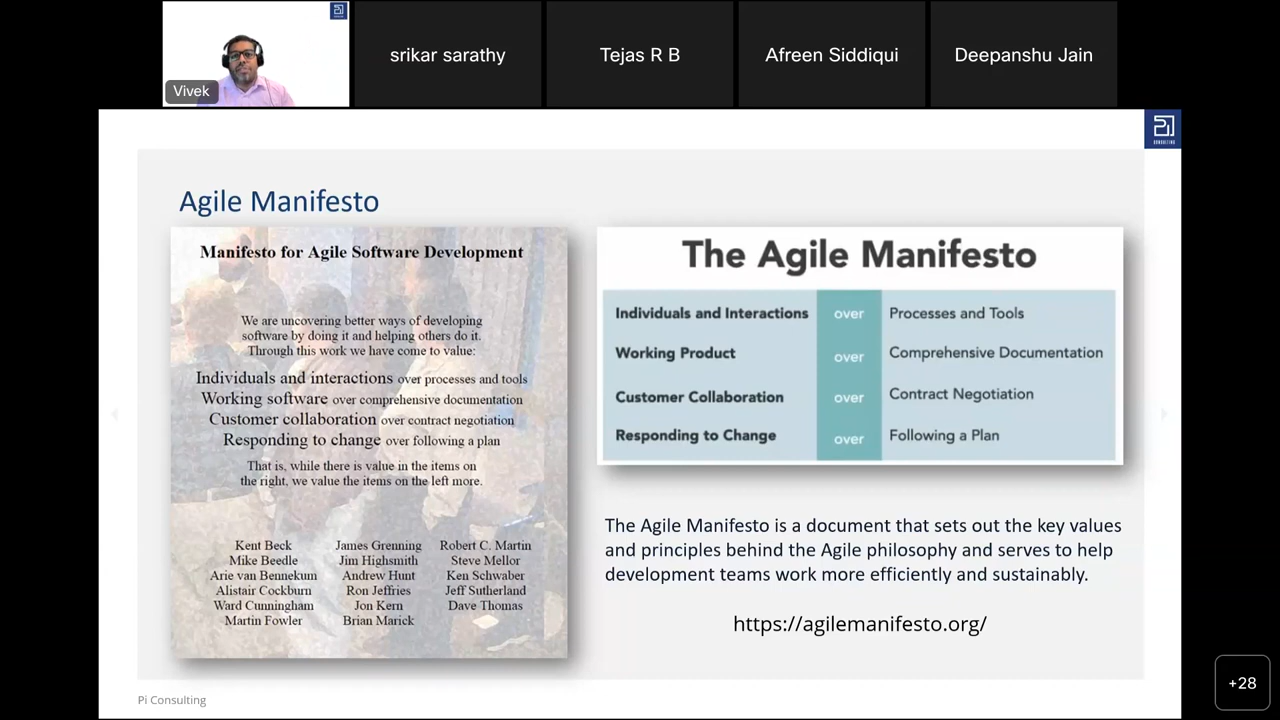 Vivek
srikar sarathy
Tejas R B
Afreen Siddiqui
Deepanshu Jain
Agile Manifesto
Manifesto for Agile Software Development
We are uncovering better ways of developing
software by doing it and helping others do it.
Through this work we have come to value:
Individuals and interactions over processes and tools
Working software over comprehensive documentation
Customer collaboration over contract negotiation
Responding to change over following a plan
That is, while there is value in the items on
the right, we value the items on the left more.
Kent Beck James Grenning Robert C. Martin
Mike Beedle Jim Highsmith Steve Mellor
Arie van Bennekum Andrew Hunt Ken Schwaber
Alistair Cockburn Ron Jeffries Jeff Sutherland
Ward Cunningham Jon Kern Dave Thomas
Martin Fowler Brian Marick
The Agile Manifesto
Individuals and Interactions over Processes and Tools
Working Product over Comprehensive Documentation
Customer Collaboration over Contract Negotiation
Responding to Change over Following a Plan
The Agile Manifesto is a document that sets out the key values
and principles behind the Agile philosophy and serves to help
development teams work more efficiently and sustainably.
https://agilemanifesto.org/
Pi Consulting
+28